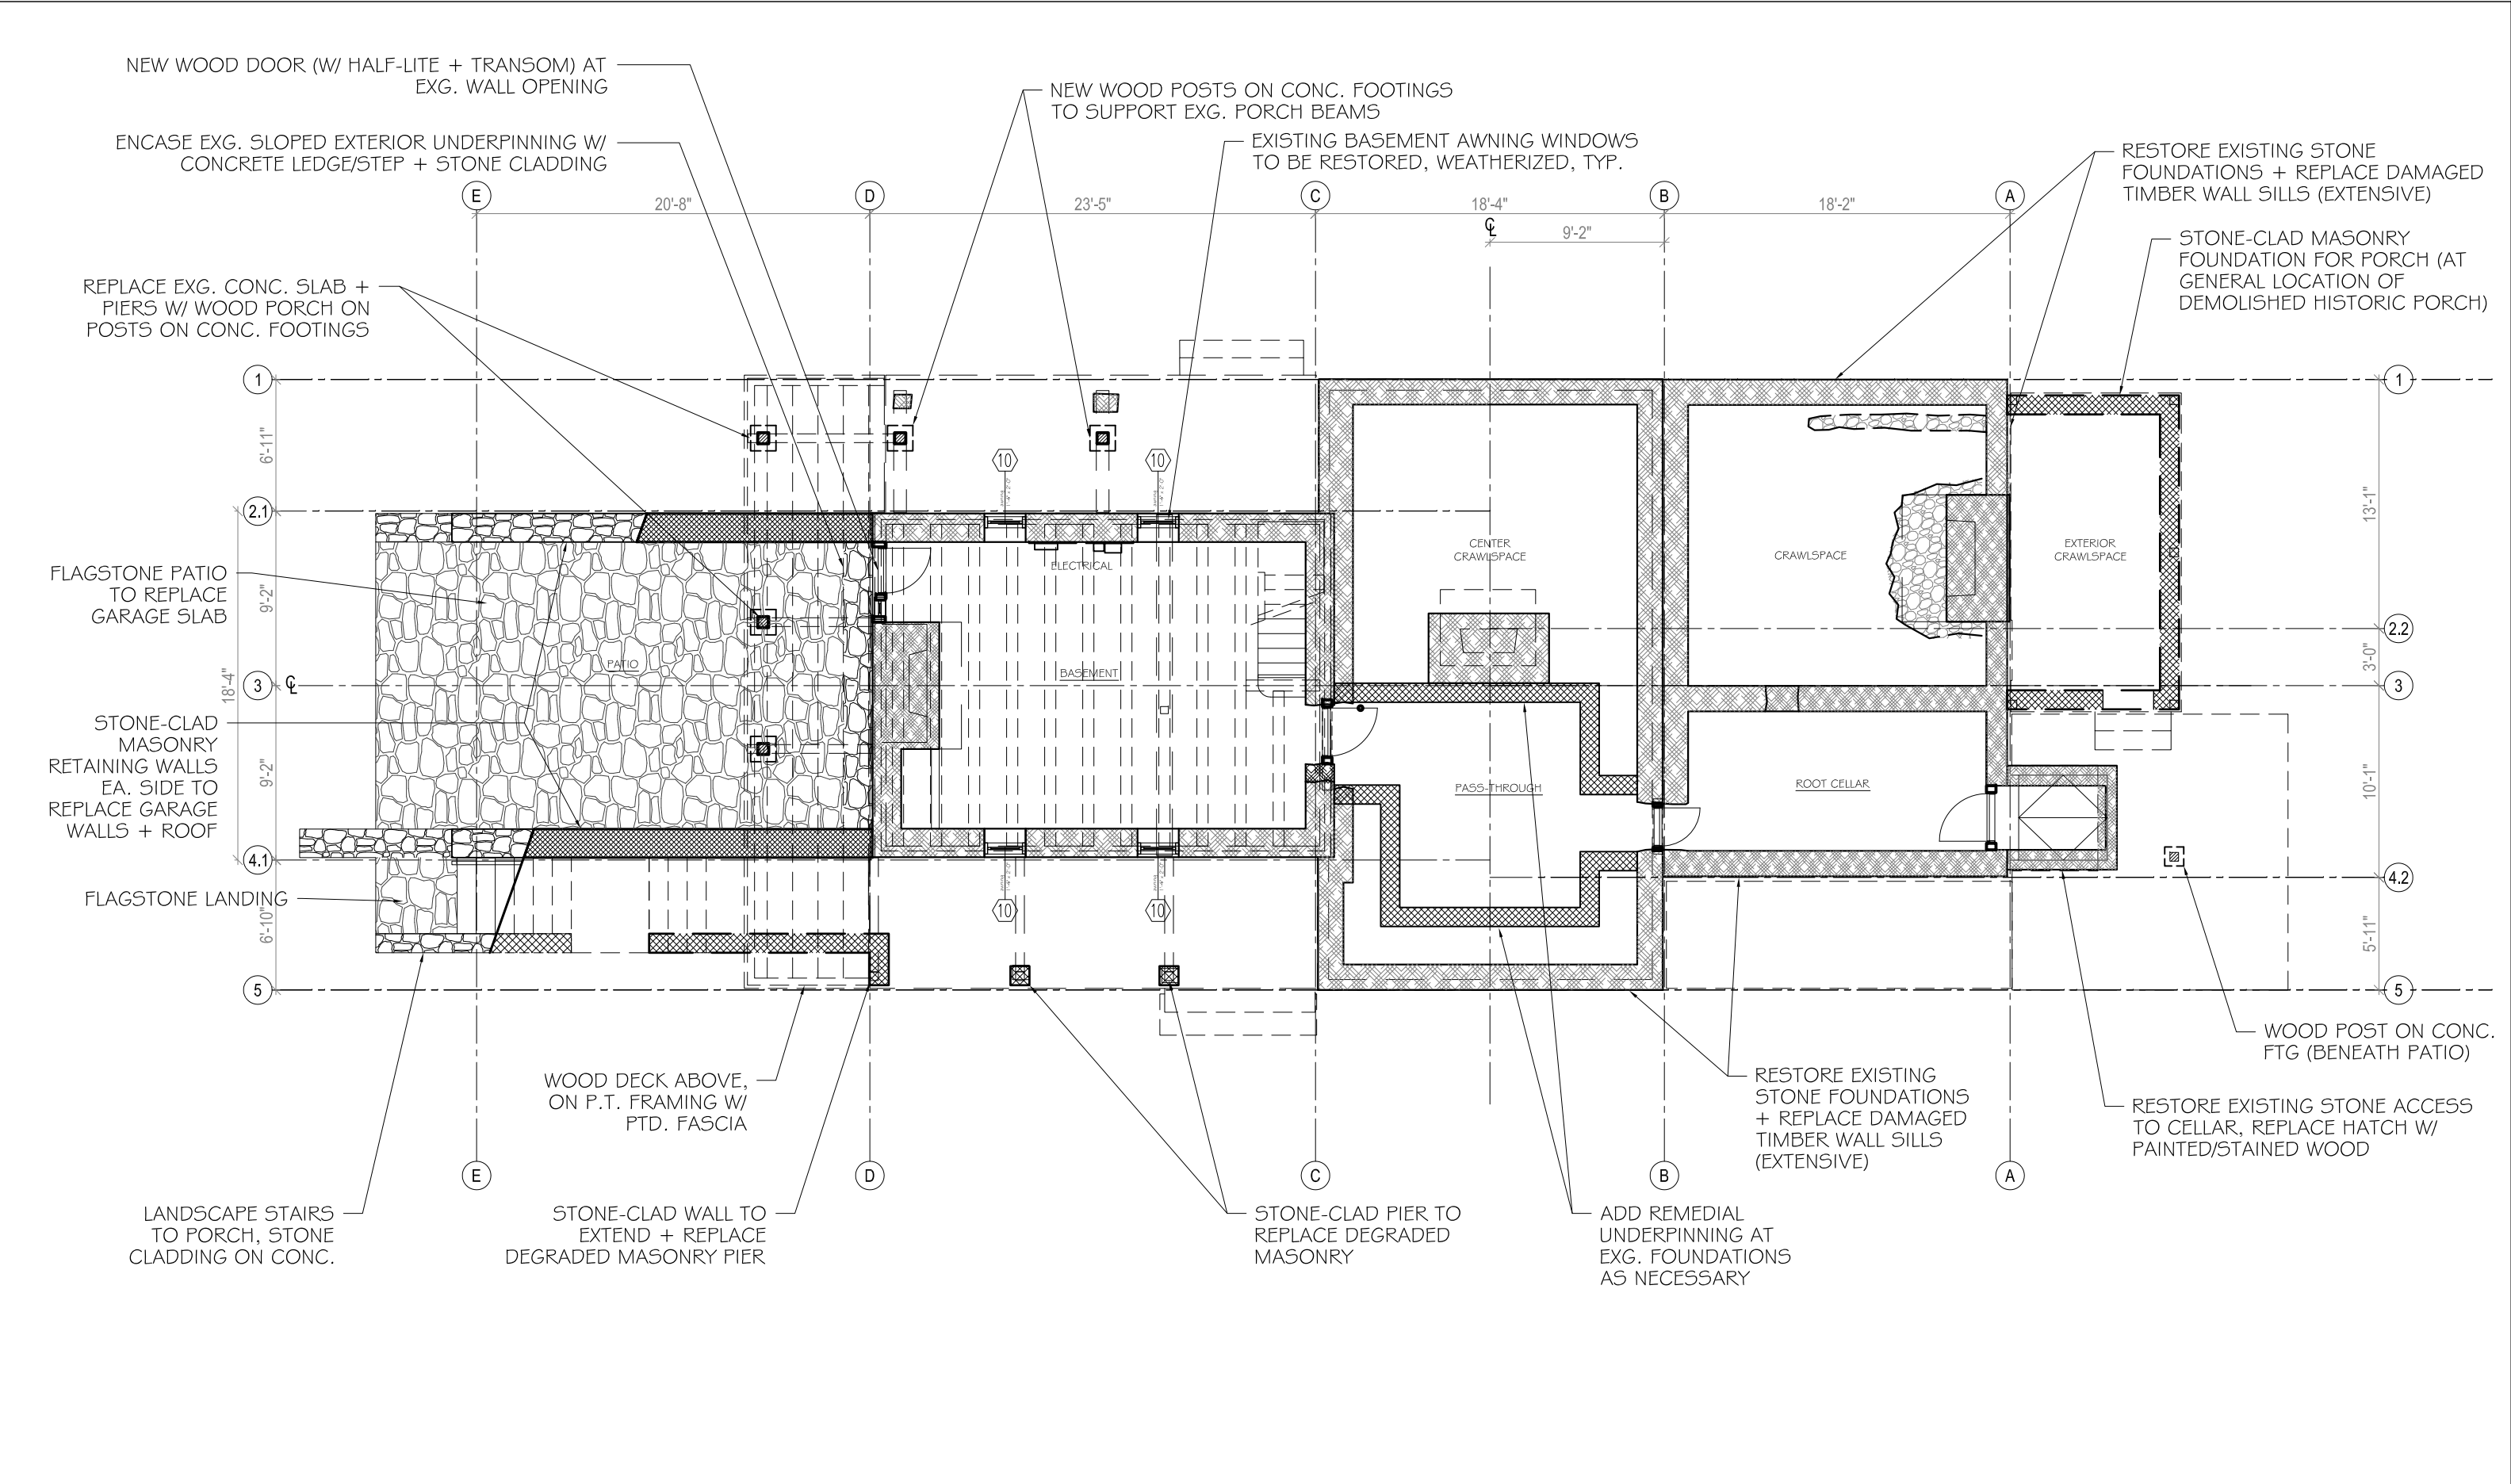 NEW WOOD DOOR (W/ HALF-LITE + TRANSOM) AT
EXG. WALL OPENING
ENCASE EXG. SLOPED EXTERIOR UNDERPINNING W/
CONCRETE LEDGE/STEP + STONE CLADDING
NEW WOOD POSTS ON CONC. FOOTINGS
TO SUPPORT EXG. PORCH BEAMS
EXISTING BASEMENT AWNING WINDOWS
TO BE RESTORED, WEATHERIZED, TYP.
RESTORE EXISTING STONE
FOUNDATIONS + REPLACE DAMAGED
TIMBER WALL SILLS (EXTENSIVE)
STONE-CLAD MASONRY
FOUNDATION FOR PORCH (AT
GENERAL LOCATION OF
DEMOLISHED HISTORIC PORCH)
REPLACE EXG. CONC. SLAB +
PIERS W/ WOOD PORCH ON
POSTS ON CONC. FOOTINGS
E
D
C
B
A
20'-8"
23'-5"
18'-4"
18'-2"
9'-2"
1
1
6'-11"
2.1
10
10
13'-1"
FLAGSTONE PATIO
TO REPLACE
GARAGE SLAB
9'-2"
ELECTRICAL
CENTER
CRAWLSPACE
CRAWLSPACE
EXTERIOR
CRAWLSPACE
2.2
3'-0"
18'-4"
3
PATIO
BASEMENT
3
STONE-CLAD
MASONRY
RETAINING WALLS
EA. SIDE TO
REPLACE GARAGE
WALLS + ROOF
9'-2"
PASS-THROUGH
ROOT CELLAR
10'-1"
4.1
4.2
FLAGSTONE LANDING
6'-10"
10
10
5'-11"
5
5
WOOD POST ON CONC.
FTG (BENEATH PATIO)
WOOD DECK ABOVE,
ON P.T. FRAMING W/
PTD. FASCIA
RESTORE EXISTING
STONE FOUNDATIONS
+ REPLACE DAMAGED
TIMBER WALL SILLS
(EXTENSIVE)
RESTORE EXISTING STONE ACCESS
TO CELLAR, REPLACE HATCH W/
PAINTED/STAINED WOOD
E
D
C
B
A
LANDSCAPE STAIRS
TO PORCH, STONE
CLADDING ON CONC.
STONE-CLAD WALL TO
EXTEND + REPLACE
DEGRADED MASONRY PIER
STONE-CLAD PIER TO
REPLACE DEGRADED
MASONRY
ADD REMEDIAL
UNDERPINNING AT
EXG. FOUNDATIONS
AS NECESSARY